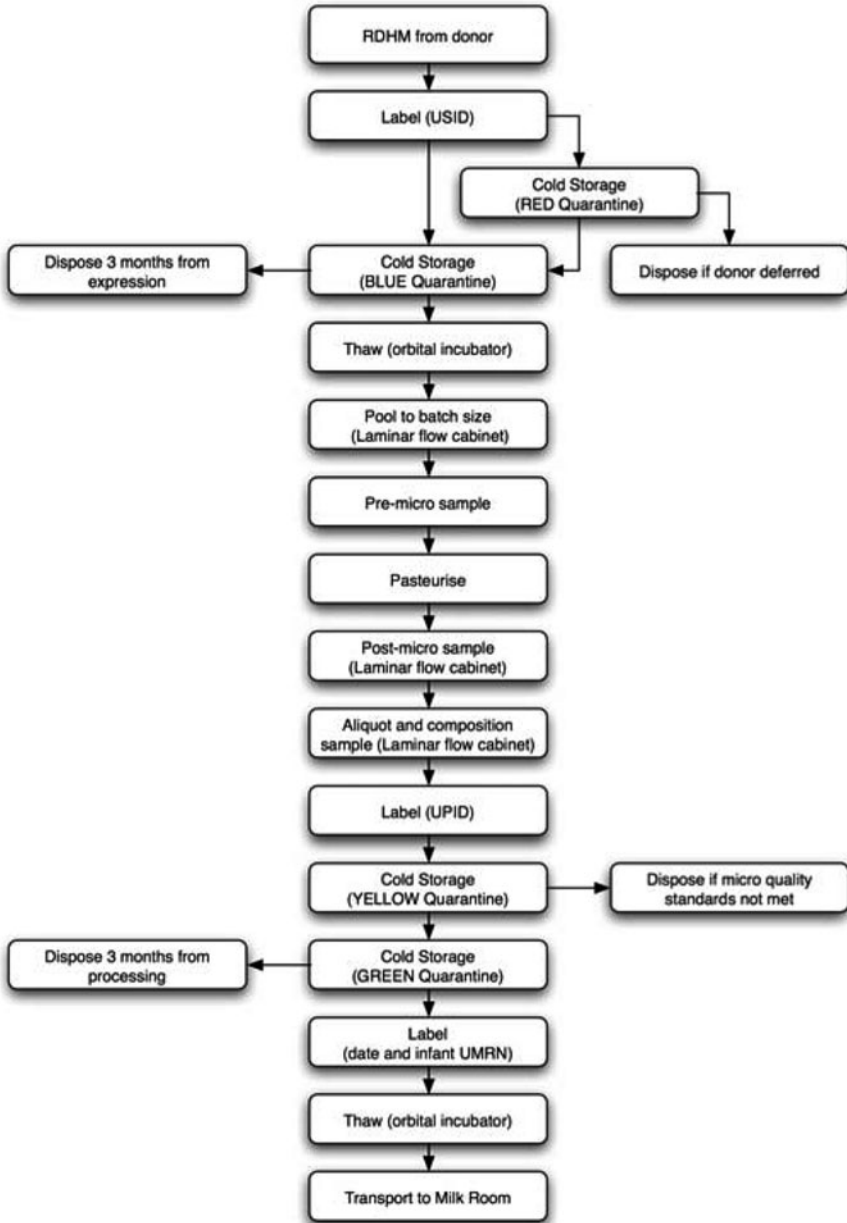 RDHM from donor
Label (USID)
Cold Storage
(RED Quarantine)
Dispose 3 months from
expression
Cold Storage
(BLUE Quarantine)
Dispose if donor deferred
Thaw (orbital incubator)
Pool to batch size
(Laminar flow cabinet)
Pre-micro sample
Pasteurise
Post-micro sample
(Laminar flow cabinet)
Aliquot and composition
sample (Laminar flow cabinet)
Label (UPID)
Cold Storage
(YELLOW Quarantine)
Dispose if micro quality
standards not met
Dispose 3 months from
processing
Cold Storage
(GREEN Quarantine)
Label
(date and infant UMRN)
Thaw (orbital incubator)
Transport to Milk Room